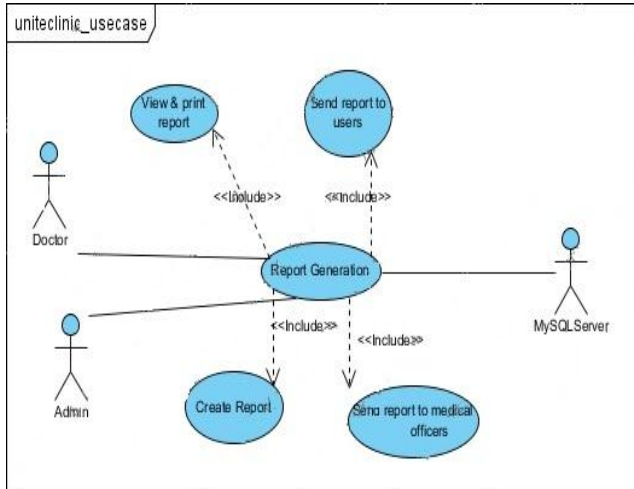 uniteclinic_usecase
View & print
report
Send report to
users
<<Include>>
<<Include>>
Doctor
Report Generation
MySQLServer
<<Include>>
<<Include>>
Admin
Create Report
Send report to medical
officers